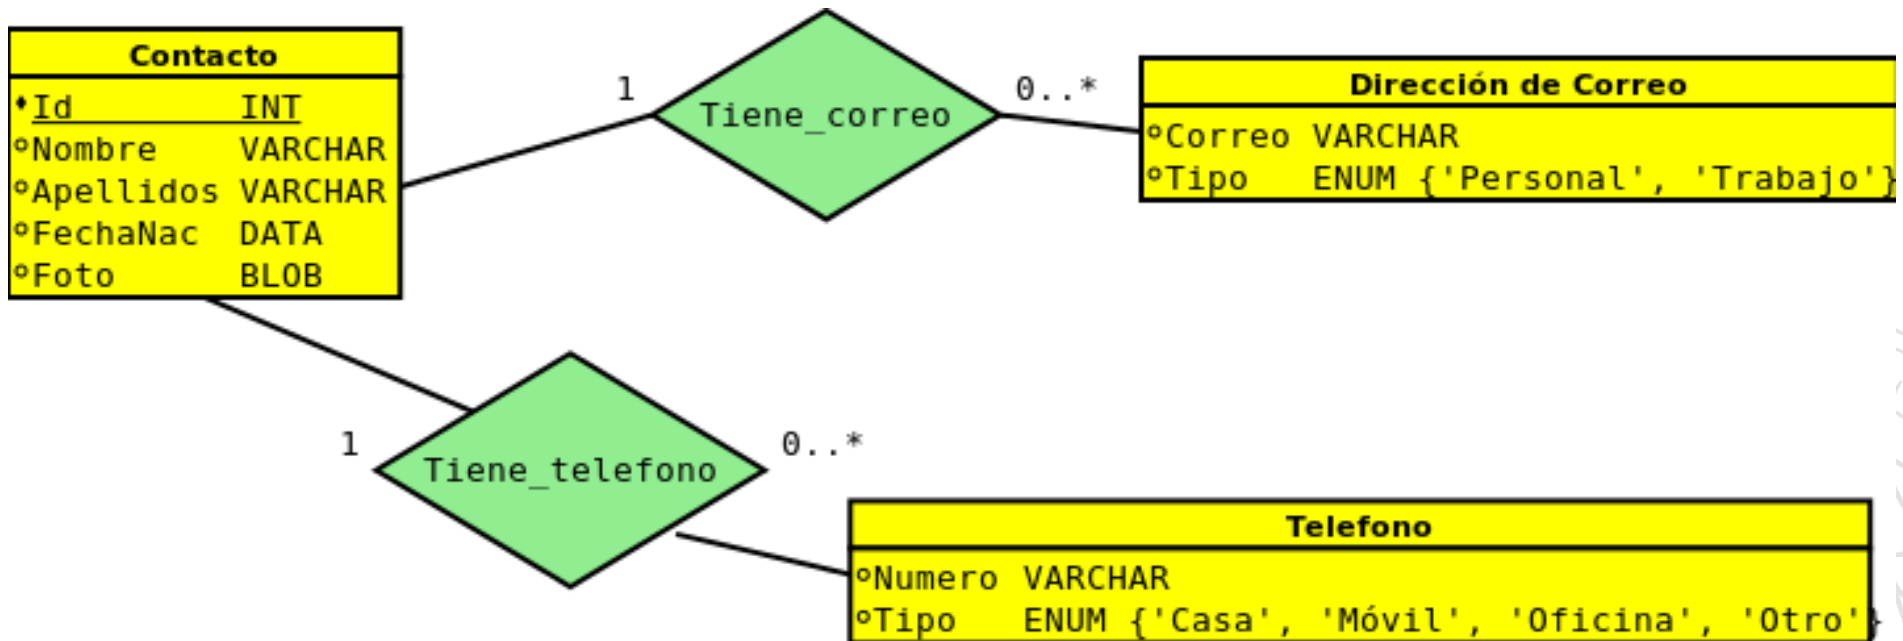 Contacto
Id INT
Nombre VARCHAR
Apellidos VARCHAR
FechaNac DATA
Foto BLOB
1
Tiene_correo
0..*
Dirección de Correo
Correo VARCHAR
Tipo ENUM {'Personal', 'Trabajo'}
1
Tiene_telefono
0..*
Telefono
Numero VARCHAR
Tipo ENUM {'Casa', 'Móvil', 'Oficina', 'Otro'}